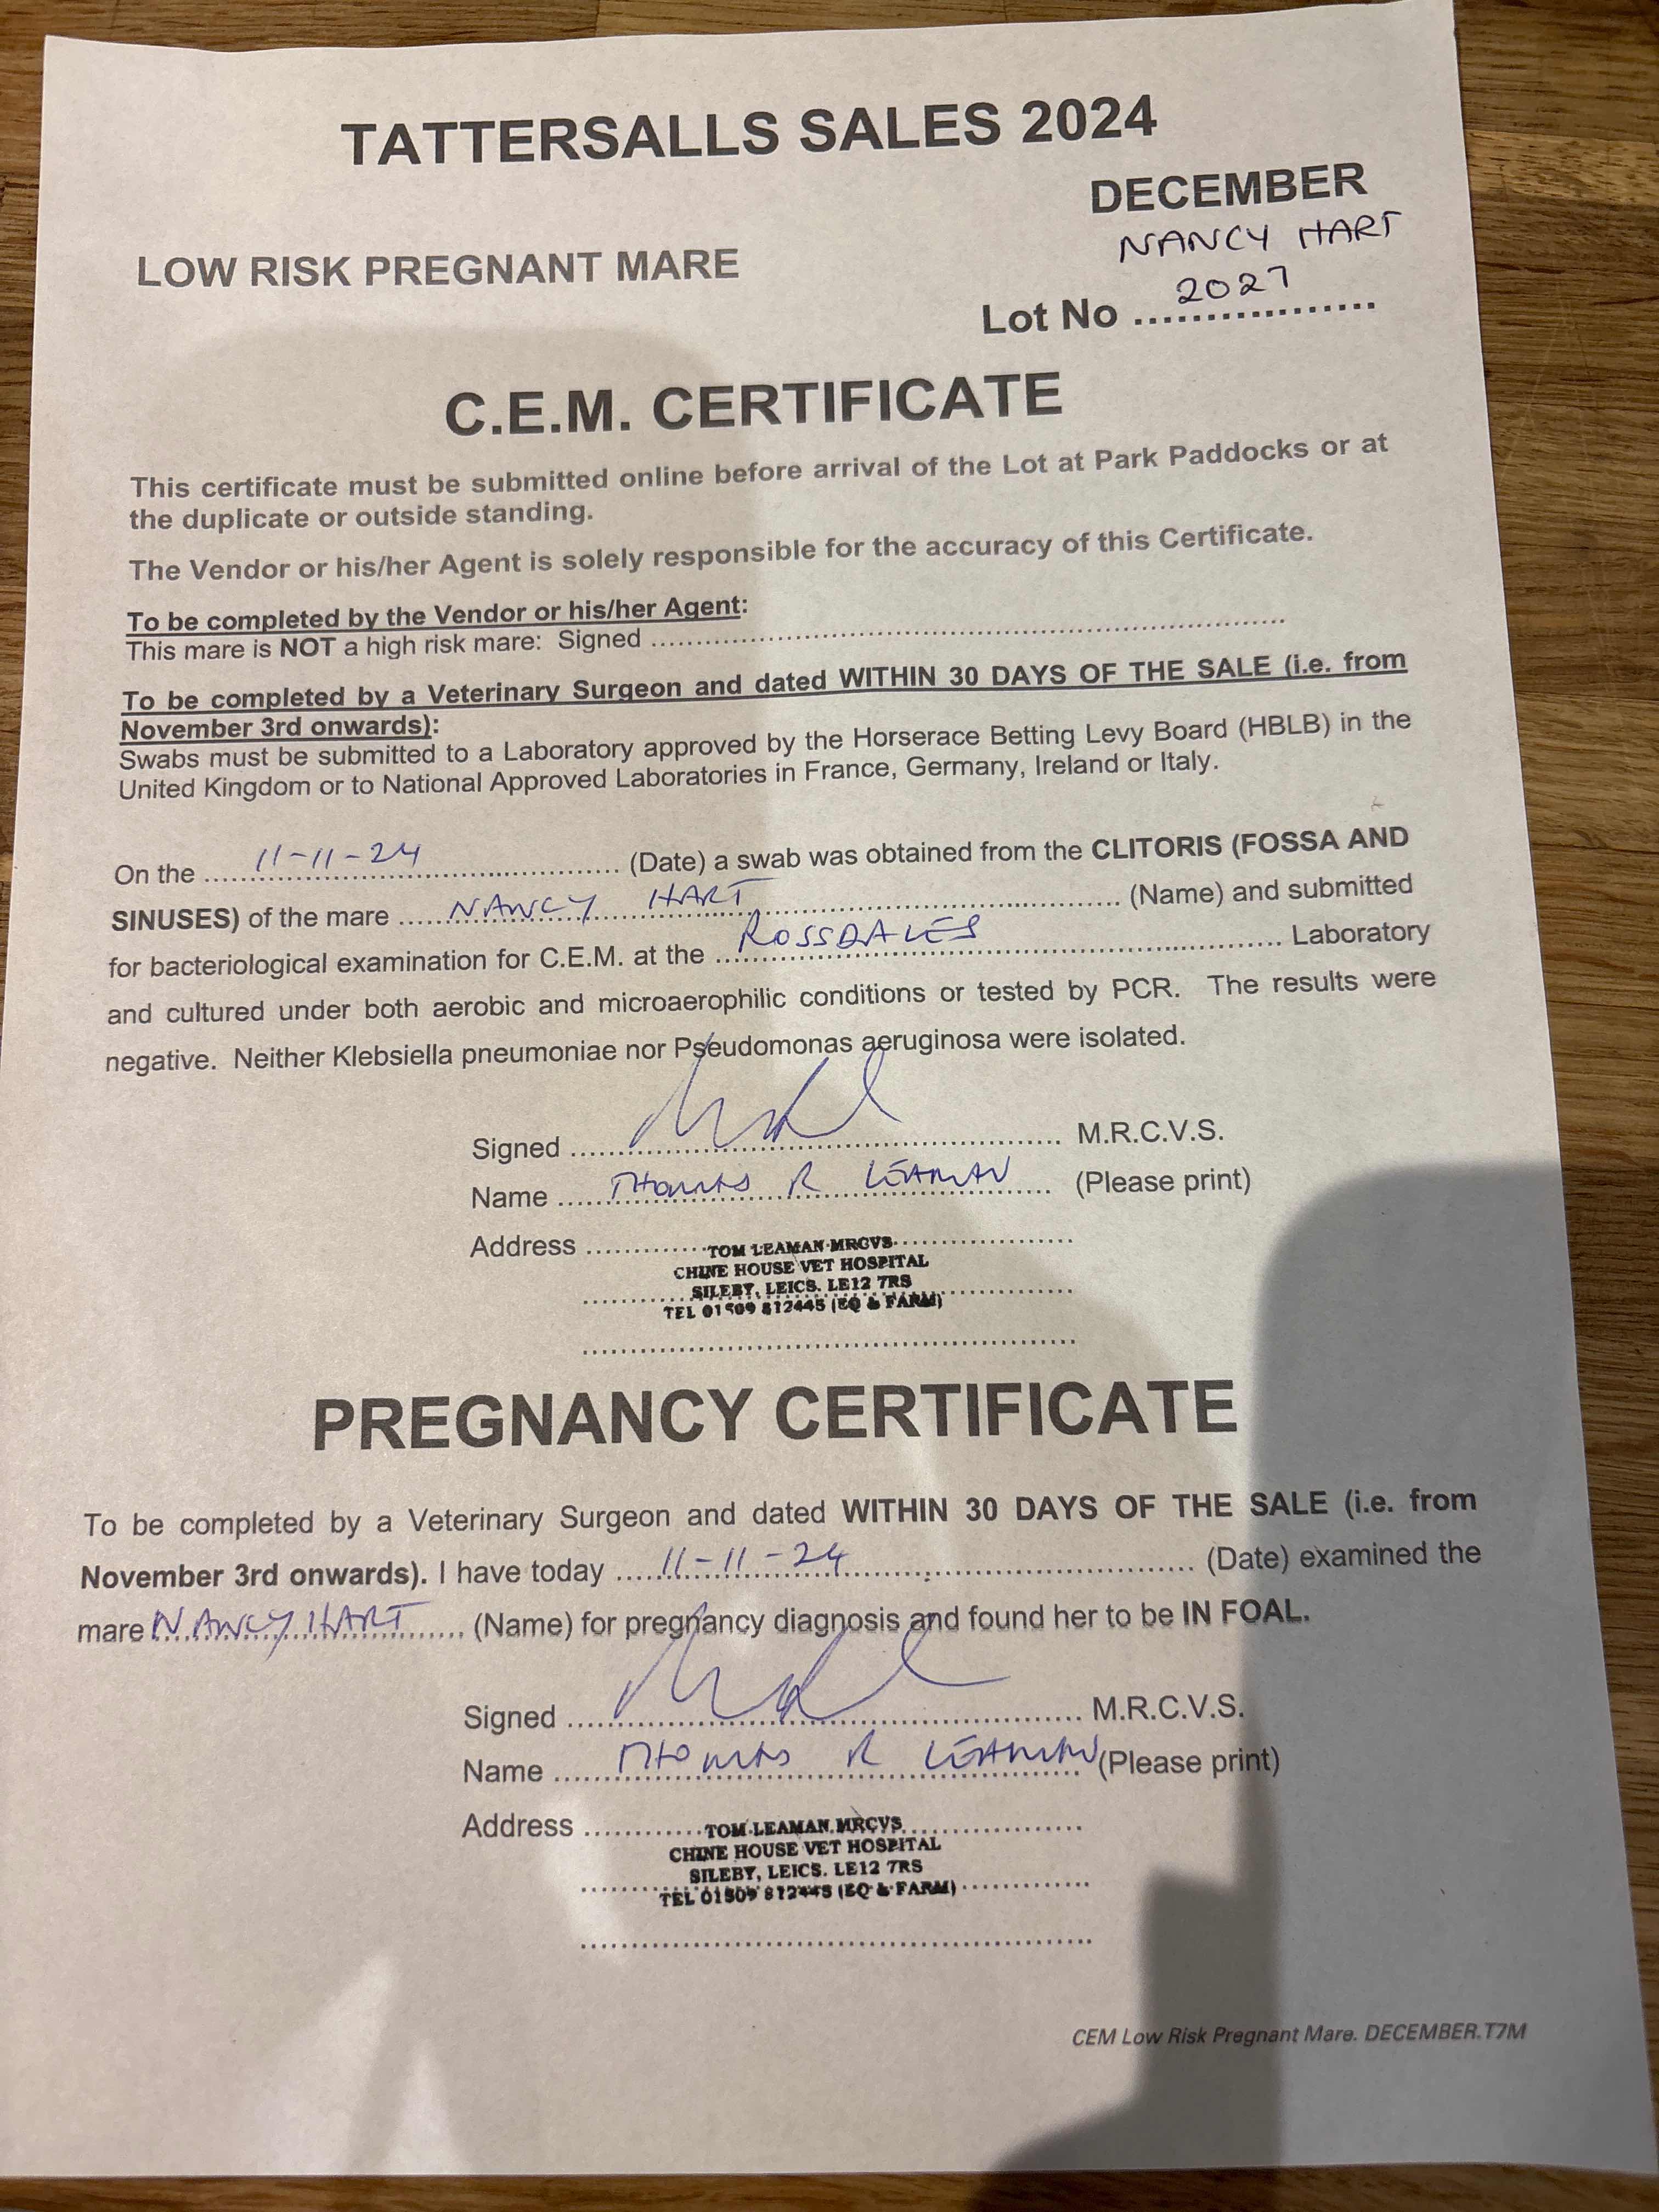 TATTERSALLS SALES 2024
DECEMBER
NANCY HART
LOW RISK PREGNANT MARE
2027
Lot No ........................
C.E.M. CERTIFICATE
This certificate must be submitted online before arrival of the Lot at Park Paddocks or at
the duplicate or outside standing.
The Vendor or his/her Agent is solely responsible for the accuracy of this Certificate.
To be completed by the Vendor or his/her Agent:
This mare is NOT a high risk mare: Signed ........................
To be completed by a Veterinary Surgeon and dated WITHIN 30 DAYS OF THE SALE (i.e. from
November 3rd onwards):
Swabs must be submitted to a Laboratory approved by the Horserace Betting Levy Board (HBLB) in the
United Kingdom or to National Approved Laboratories in France, Germany, Ireland or Italy.
On the 11-11-24 (Date) a swab was obtained from the CLITORIS (FOSSA AND
SINUSES) of the mare NANCY HART (Name) and submitted
for bacteriological examination for C.E.M. at the ROSSDALES Laboratory
and cultured under both aerobic and microaerophilic conditions or tested by PCR. The results were
negative. Neither Klebsiella pneumoniae nor Pseudomonas aeruginosa were isolated.
Signed ........................ M.R.C.V.S.
Name THOMAS R LEAMAN (Please print)
Address TOM LEAMAN MRCVS
CHINE HOUSE VET HOSPITAL
SILEBY, LEICS. LE12 7RS
TEL 01509 812445 (EQ & FARM)
PREGNANCY CERTIFICATE
To be completed by a Veterinary Surgeon and dated WITHIN 30 DAYS OF THE SALE (i.e. from
November 3rd onwards). I have today 11-11-24 (Date) examined the
mare NANCY HART (Name) for pregnancy diagnosis and found her to be IN FOAL.
Signed ........................ M.R.C.V.S.
Name THOMAS R LEAMAN (Please print)
Address TOM LEAMAN MRCVS
CHINE HOUSE VET HOSPITAL
SILEBY, LEICS. LE12 7RS
TEL 01509 812445 (EQ & FARM)
CEM Low Risk Pregnant Mare. DECEMBER.T7M